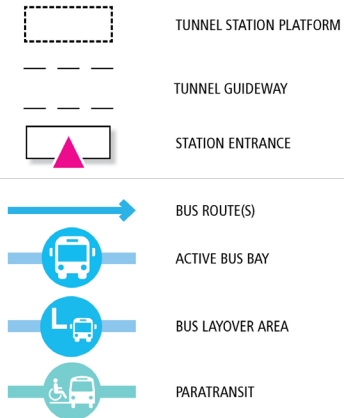 TUNNEL STATION PLATFORM
TUNNEL GUIDEWAY
STATION ENTRANCE
BUS ROUTE(S)
ACTIVE BUS BAY
L
BUS LAYOVER AREA
PARATRANSIT